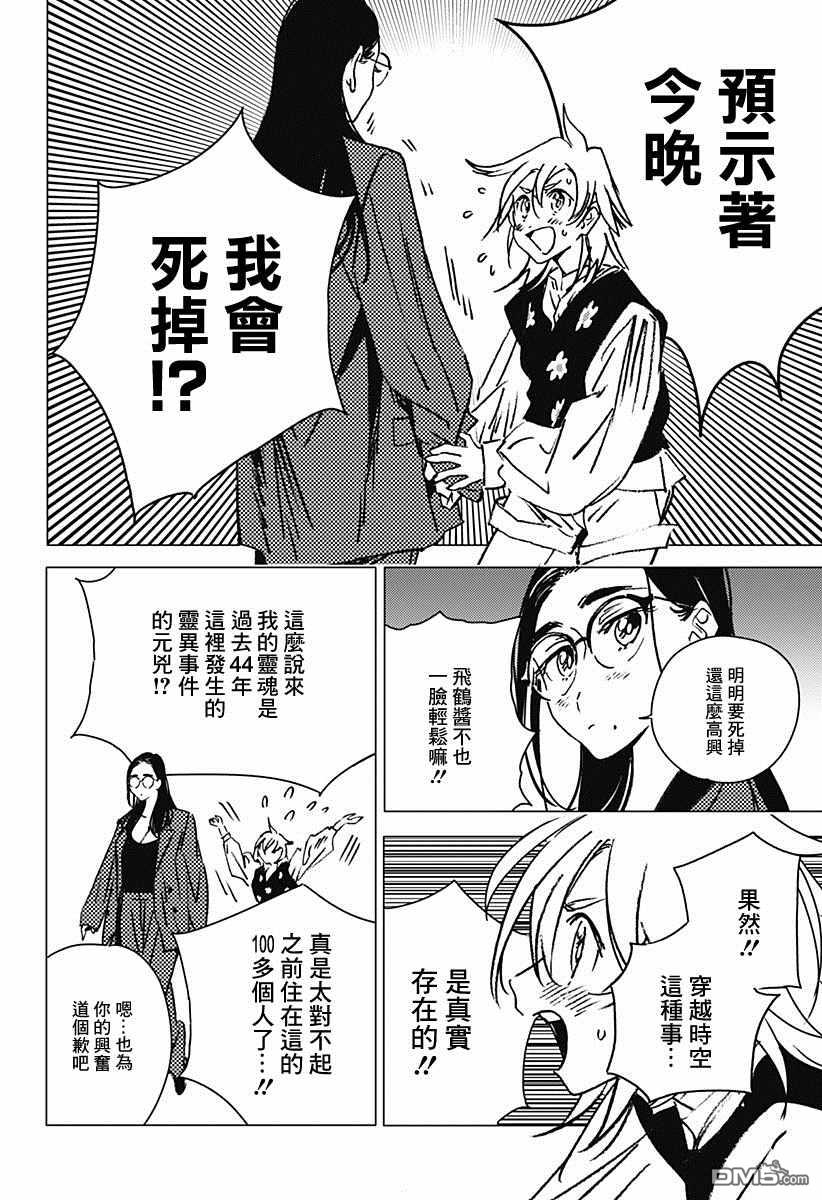 預示著
今晚
我會
死掉!?
明明要死掉
還這麼高興
飛鶴醬不也
一臉輕鬆嘛!!
果然!!
穿越時空
這種事…
是真實
存在的!!
這麼說來
我的靈魂是
過去44年
這裡發生的
靈異事件
的元兇!?
真是太對不起
之前住在這的
100多個人了…!!
嗯…也為
你的興奮
道個歉吧
DM5.com